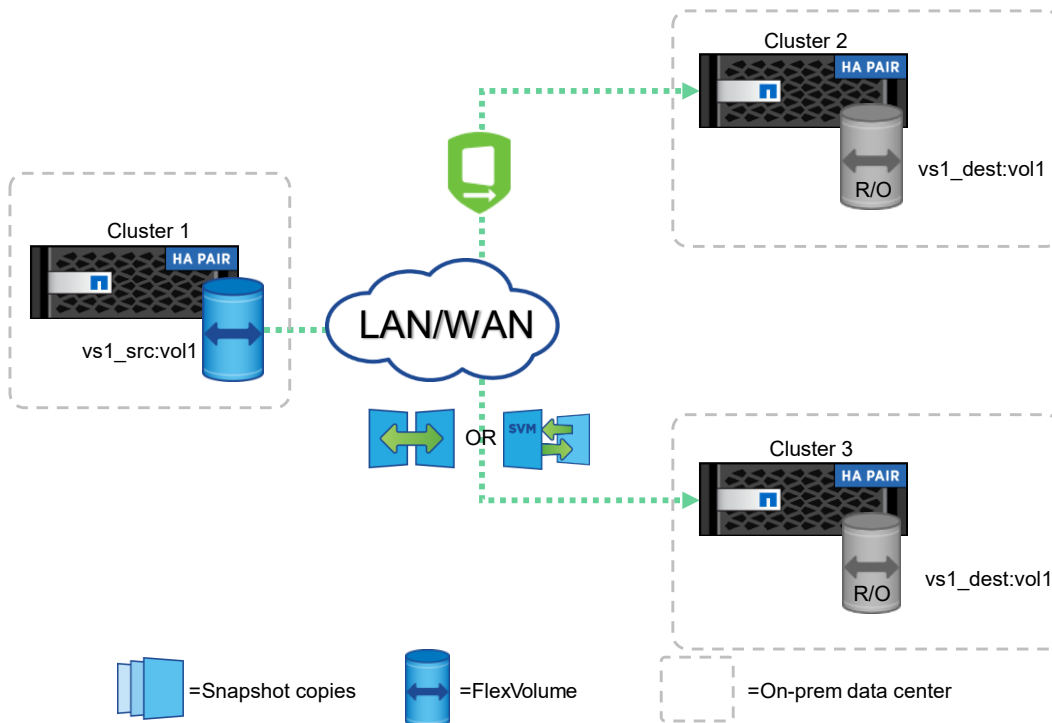 Cluster 2
HA PAIR
R/O
vs1_dest:vol1
Cluster 1
HA PAIR
vs1_src:vol1
LAN/WAN
OR
SVM
Cluster 3
HA PAIR
R/O
vs1_dest:vol1
=Snapshot copies
=FlexVolume
=On-prem data center